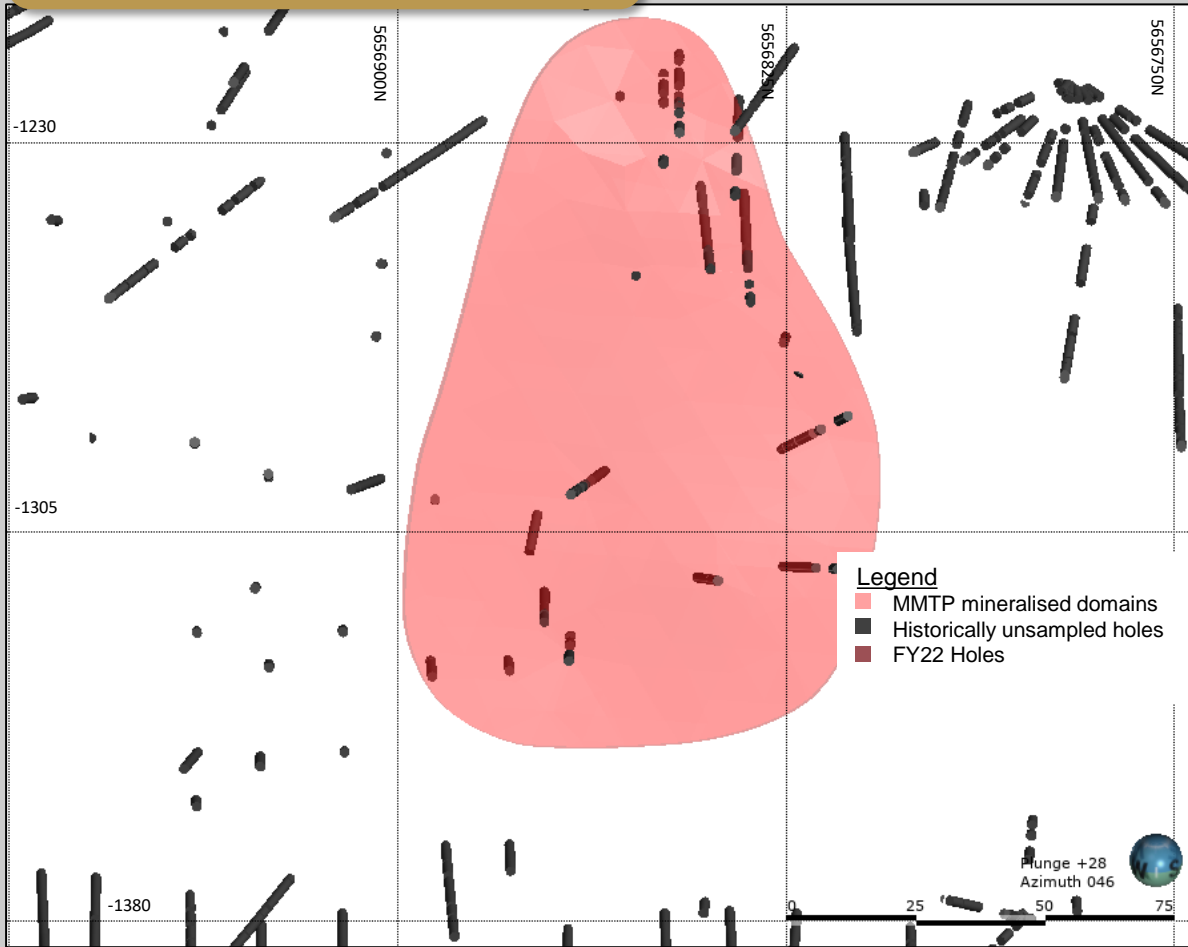 5656900N
5656825N
5656750N
-1230
-1305
Legend
MMTP mineralised domains
Historically unsampled holes
FY22 Holes
Plunge +28
Azimuth 046
W S
-1380
0 25 50 75